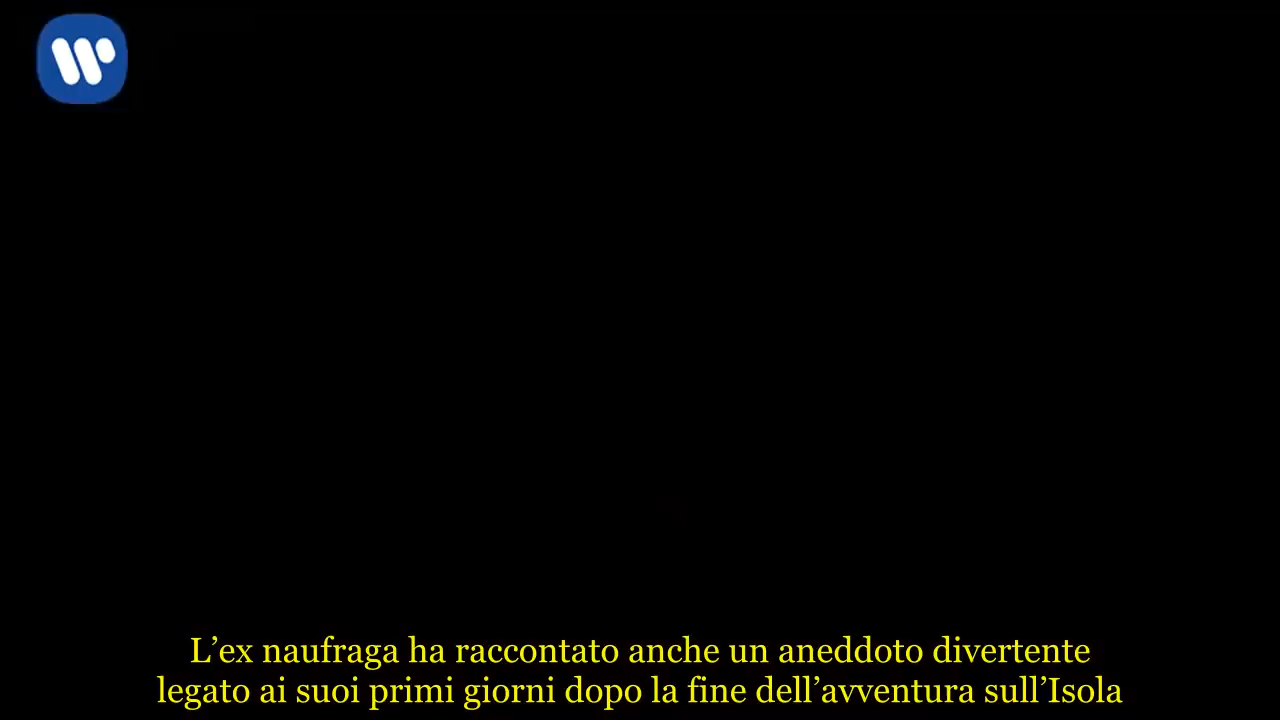 L’ex naufraga ha raccontato anche un aneddoto divertente
legato ai suoi primi giorni dopo la fine dell’avventura sull’Isola